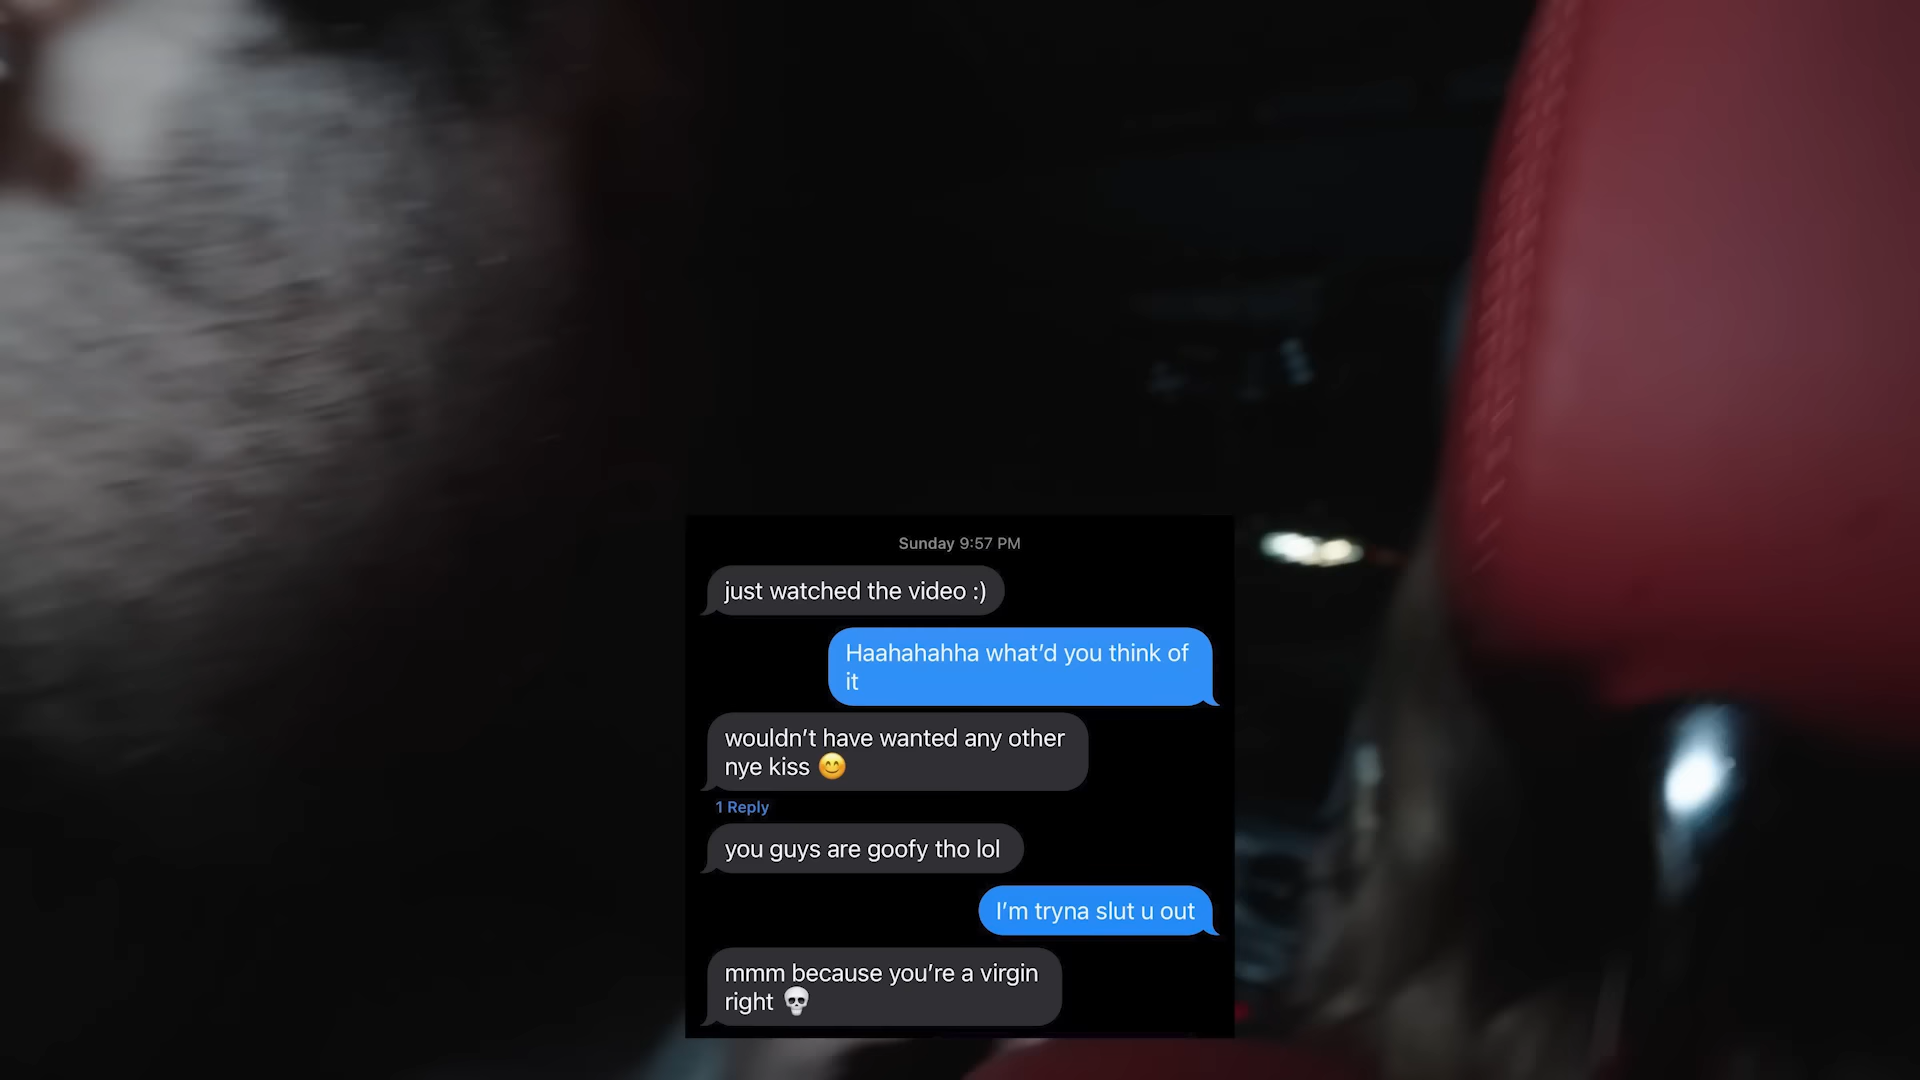 Sunday 9:57 PM
just watched the video :)
Haahahahha what’d you think of
it
wouldn’t have wanted any other
nye kiss 😊
1 Reply
you guys are goofy tho lol
I’m tryna slut u out
mmm because you’re a virgin
right 💀